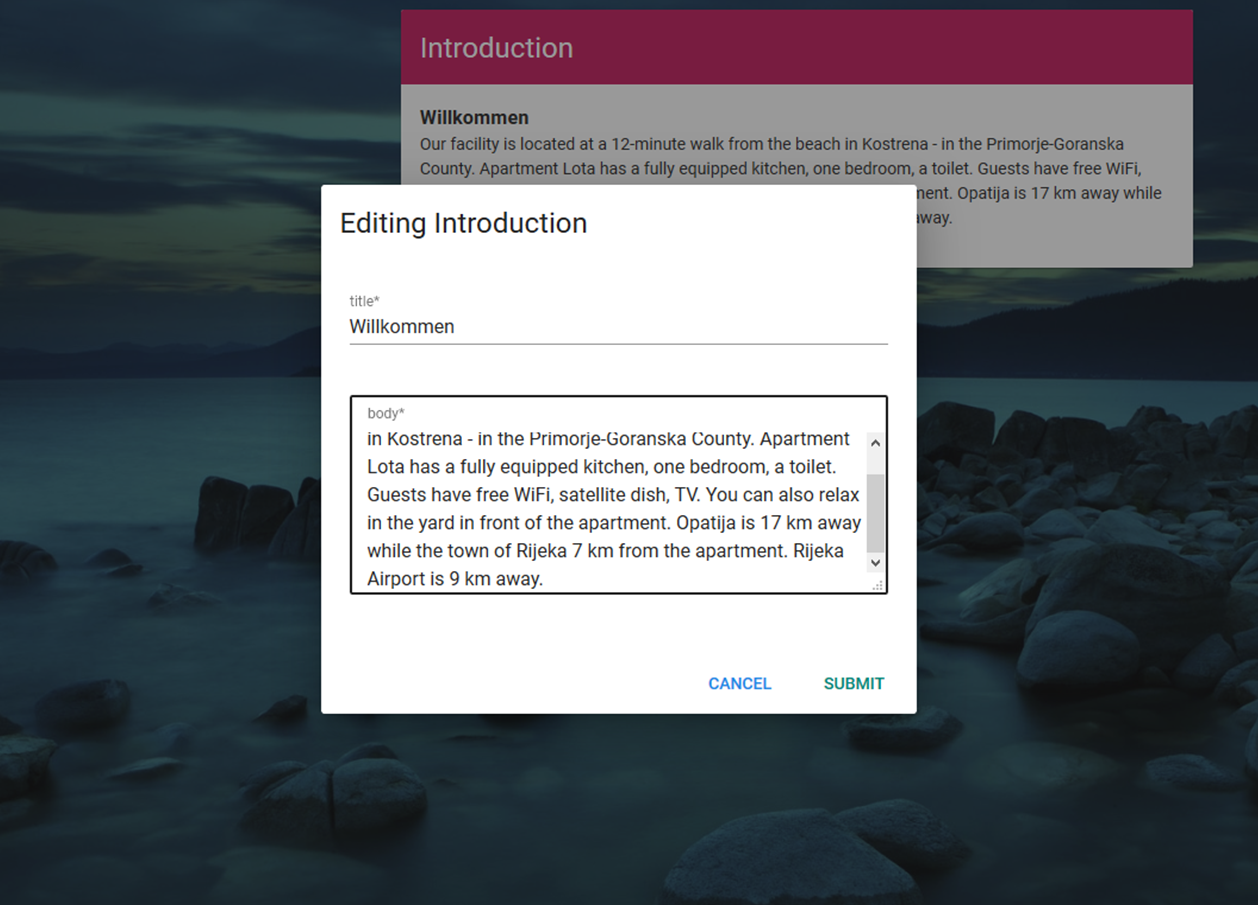 Introduction
Willkommen
Our facility is located at a 12-minute walk from the beach in Kostrena - in the Primorje-Goranska
County. Apartment Lota has a fully equipped kitchen, one bedroom, a toilet. Guests have free WiFi,
Opatija is 17 km away while
away.
Editing Introduction
title*
Willkommen
body*
in Kostrena - in the Primorje-Goranska County. Apartment
Lota has a fully equipped kitchen, one bedroom, a toilet.
Guests have free WiFi, satellite dish, TV. You can also relax
in the yard in front of the apartment. Opatija is 17 km away
while the town of Rijeka 7 km from the apartment. Rijeka
Airport is 9 km away.
CANCEL
SUBMIT